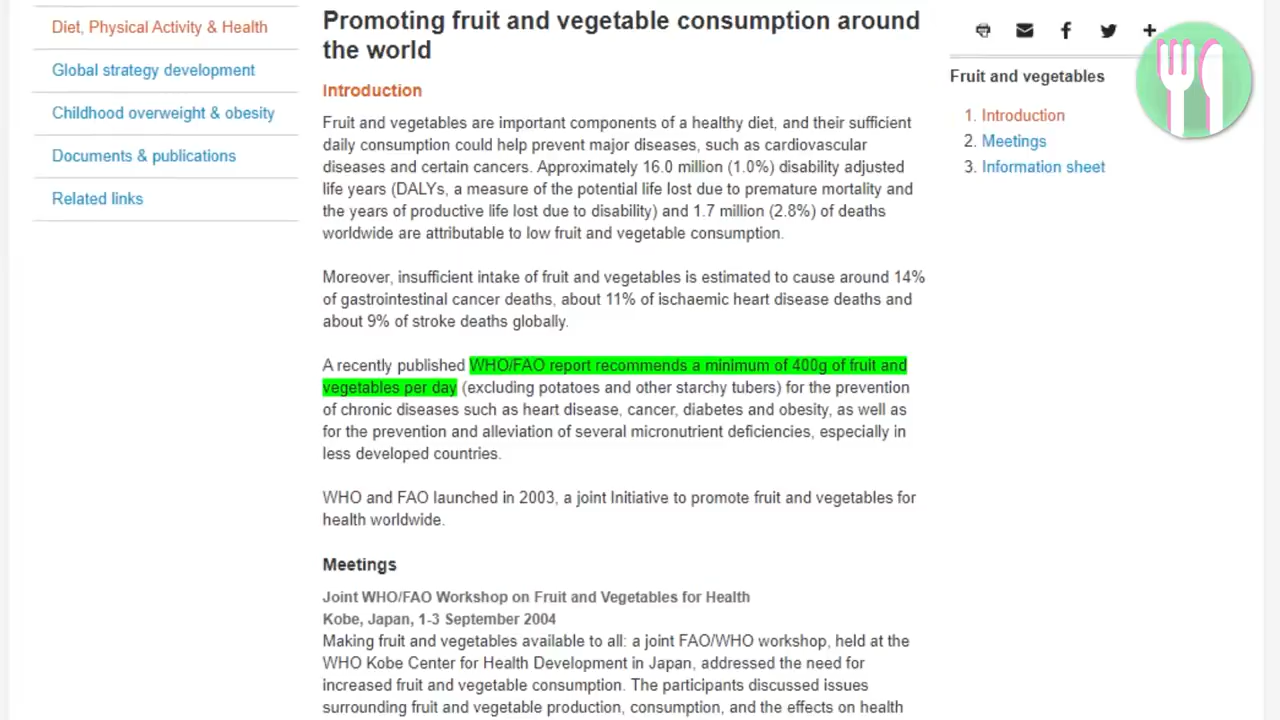 Diet, Physical Activity & Health
Global strategy development
Childhood overweight & obesity
Documents & publications
Related links
Promoting fruit and vegetable consumption around
the world
Introduction
Fruit and vegetables are important components of a healthy diet, and their sufficient
daily consumption could help prevent major diseases, such as cardiovascular
diseases and certain cancers. Approximately 16.0 million (1.0%) disability adjusted
life years (DALYs, a measure of the potential life lost due to premature mortality and
the years of productive life lost due to disability) and 1.7 million (2.8%) of deaths
worldwide are attributable to low fruit and vegetable consumption.
Moreover, insufficient intake of fruit and vegetables is estimated to cause around 14%
of gastrointestinal cancer deaths, about 11% of ischaemic heart disease deaths and
about 9% of stroke deaths globally.
A recently published WHO/FAO report recommends a minimum of 400g of fruit and
vegetables per day (excluding potatoes and other starchy tubers) for the prevention
of chronic diseases such as heart disease, cancer, diabetes and obesity, as well as
for the prevention and alleviation of several micronutrient deficiencies, especially in
less developed countries.
WHO and FAO launched in 2003, a joint Initiative to promote fruit and vegetables for
health worldwide.
Meetings
Joint WHO/FAO Workshop on Fruit and Vegetables for Health
Kobe, Japan, 1-3 September 2004
Making fruit and vegetables available to all: a joint FAO/WHO workshop, held at the
WHO Kobe Center for Health Development in Japan, addressed the need for
increased fruit and vegetable consumption. The participants discussed issues
surrounding fruit and vegetable production, consumption, and the effects on health
Fruit and vegetables
1. Introduction
2. Meetings
3. Information sheet